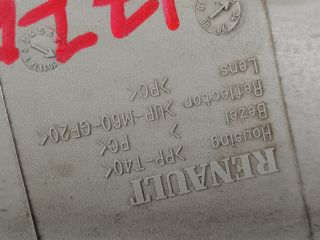 RENAULT
Housing >PP-T40<
Bezel > PC<
Reflector >UP-M60-GF20<
Lens >PC<